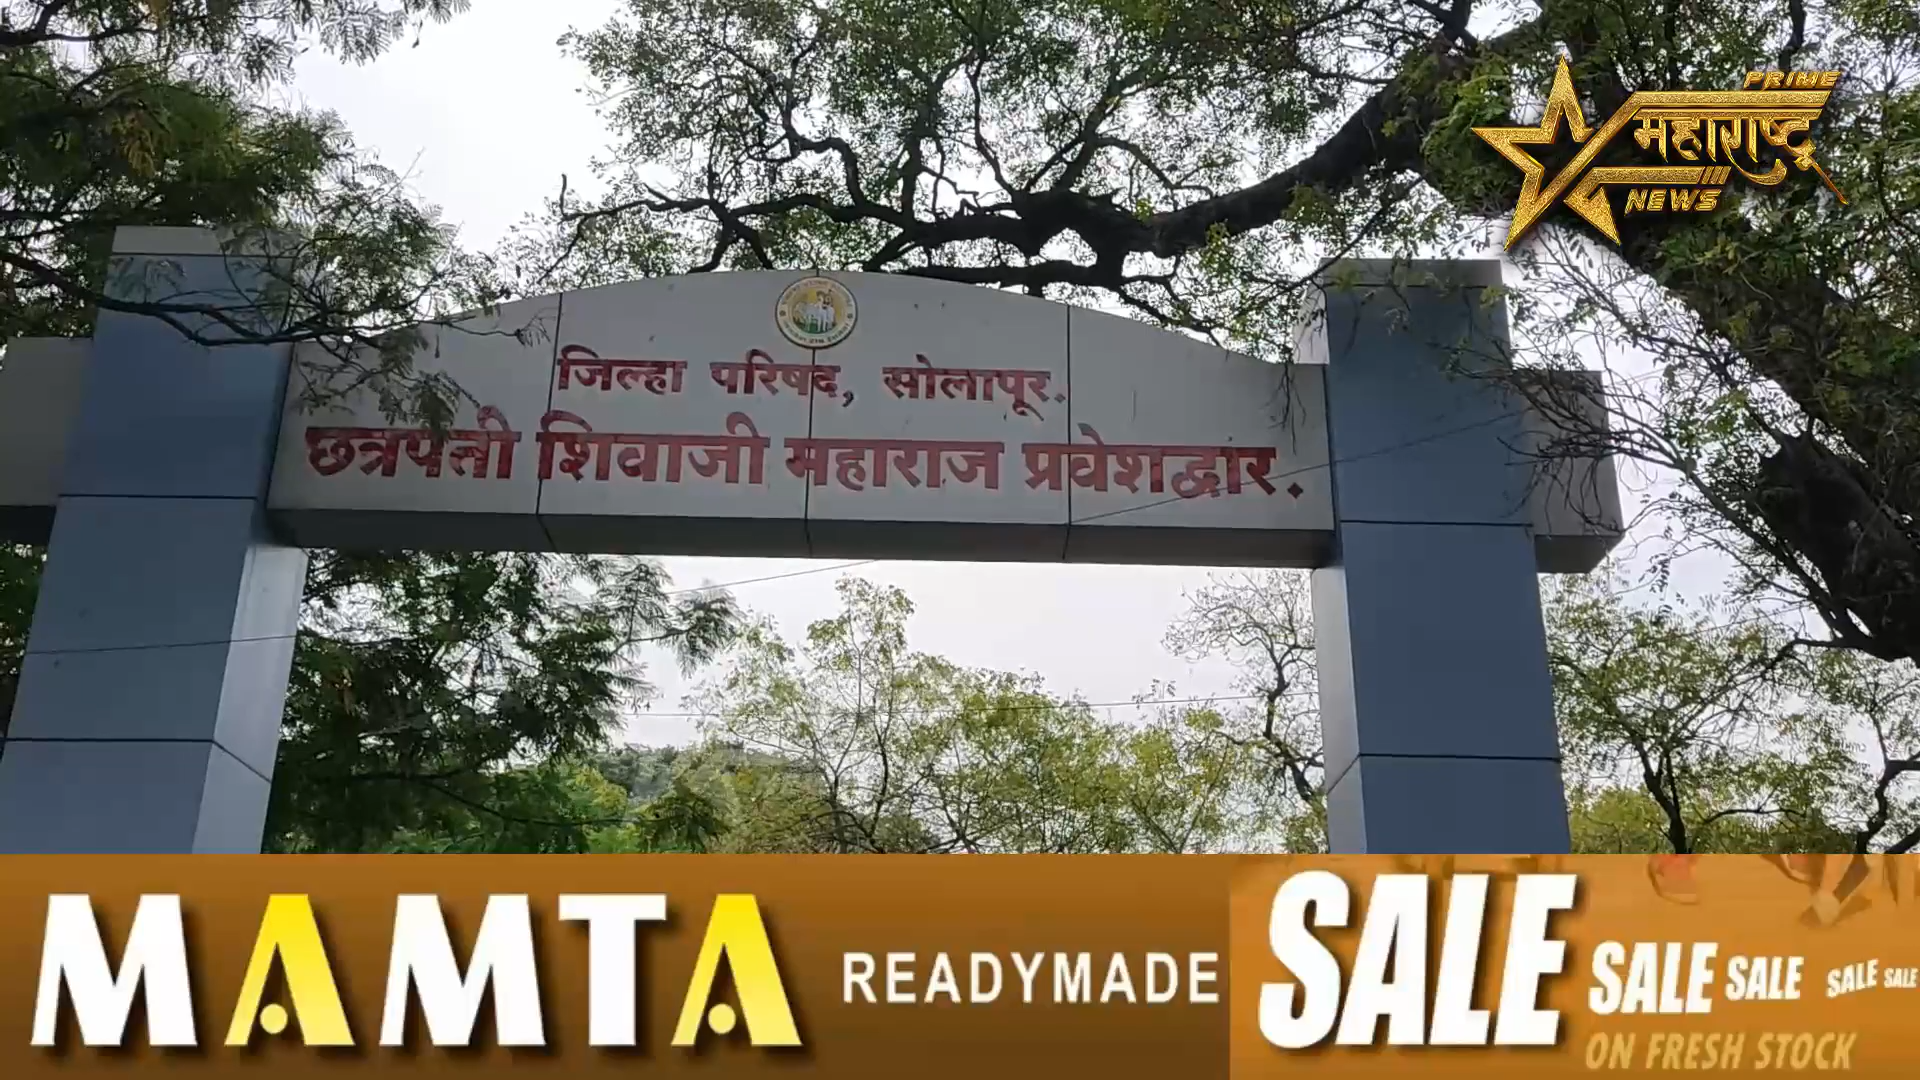 PRIME
महाराष्ट्र
NEWS
जिल्हा परिषद, सोलापूर.
छत्रपती शिवाजी महाराज प्रवेशद्वार.
MAMTA READYMADE
SALE SALE SALE SALE SALE
ON FRESH STOCK